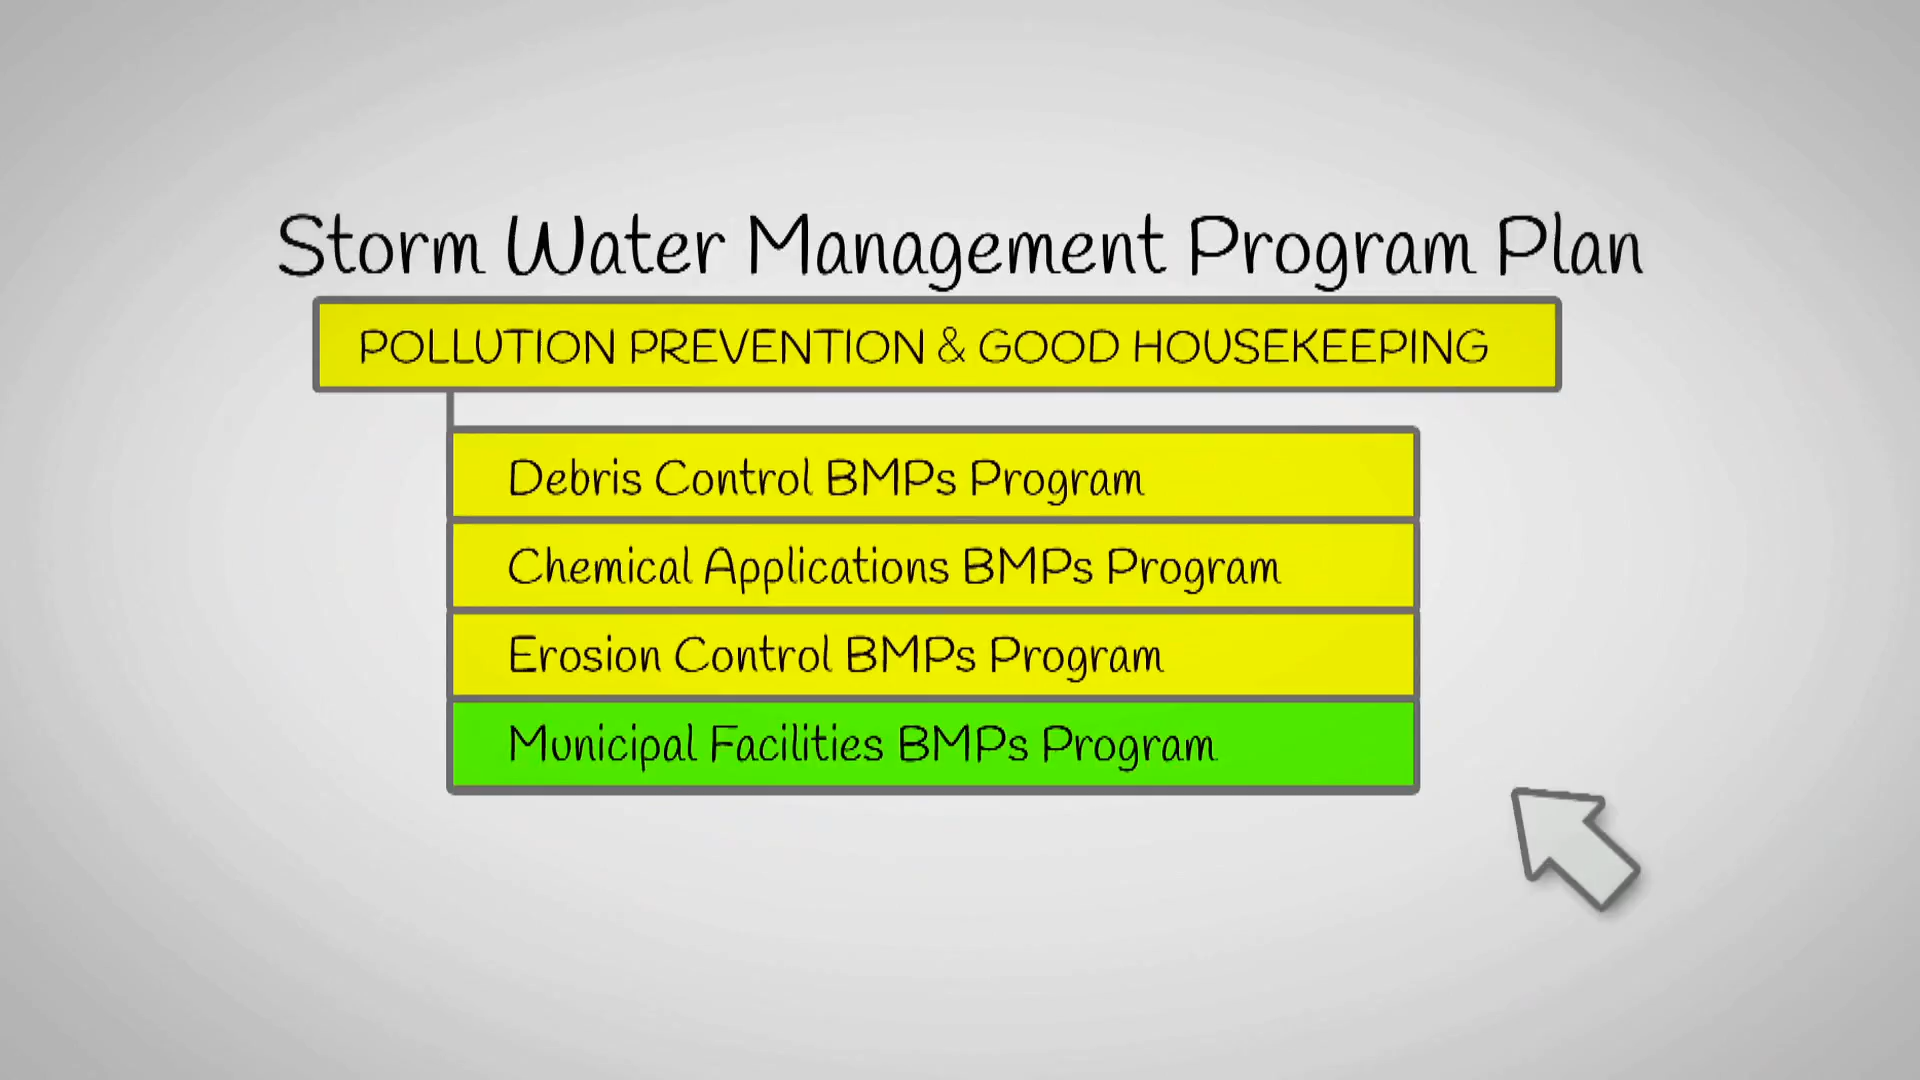 Storm Water Management Program Plan
POLLUTION PREVENTION & GOOD HOUSEKEEPING
Debris Control BMPs Program
Chemical Applications BMPs Program
Erosion Control BMPs Program
Municipal Facilities BMPs Program